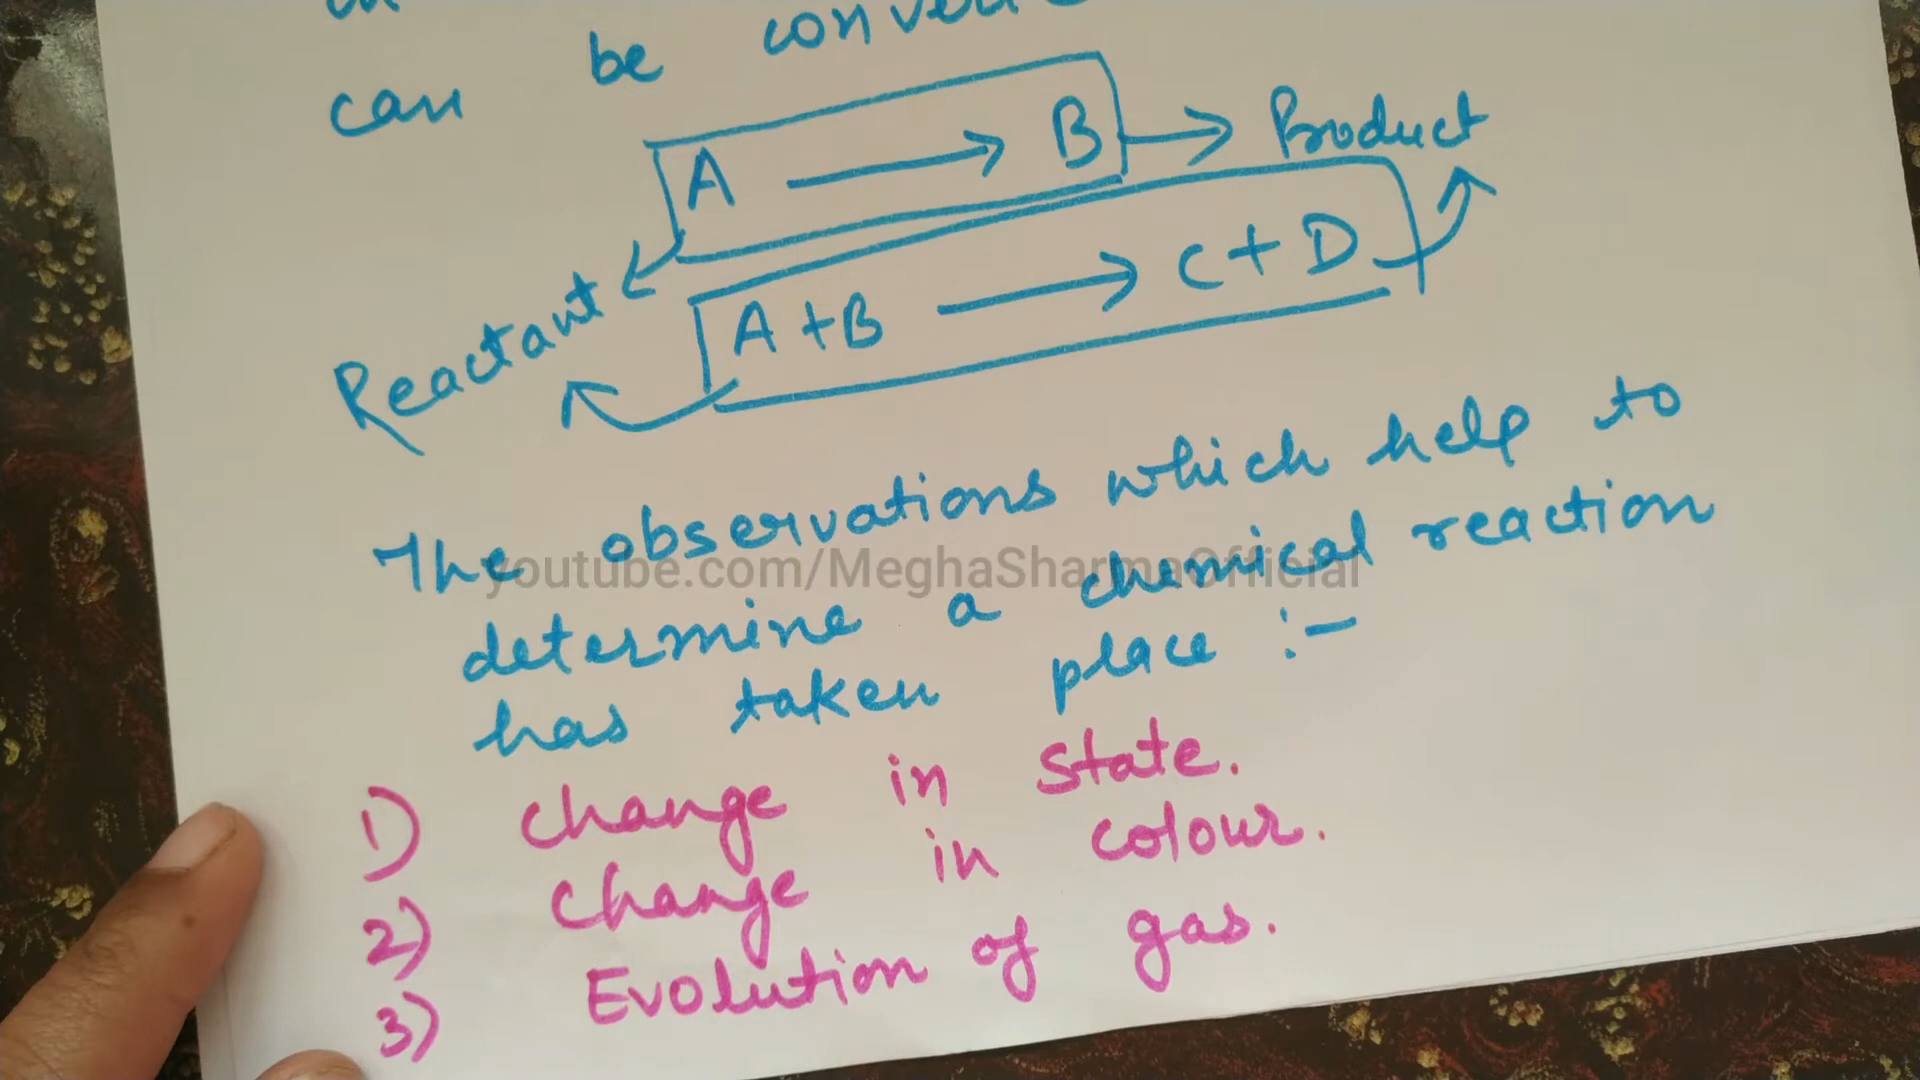 can be
A → B → Product
Reactant
A + B → C + D
The observations which help to
determine a chemical reaction
has taken place :-
1) Change in state.
2) Change in colour.
3) Evolution of gas.
youtube.com/MeghaSharmaOfficial